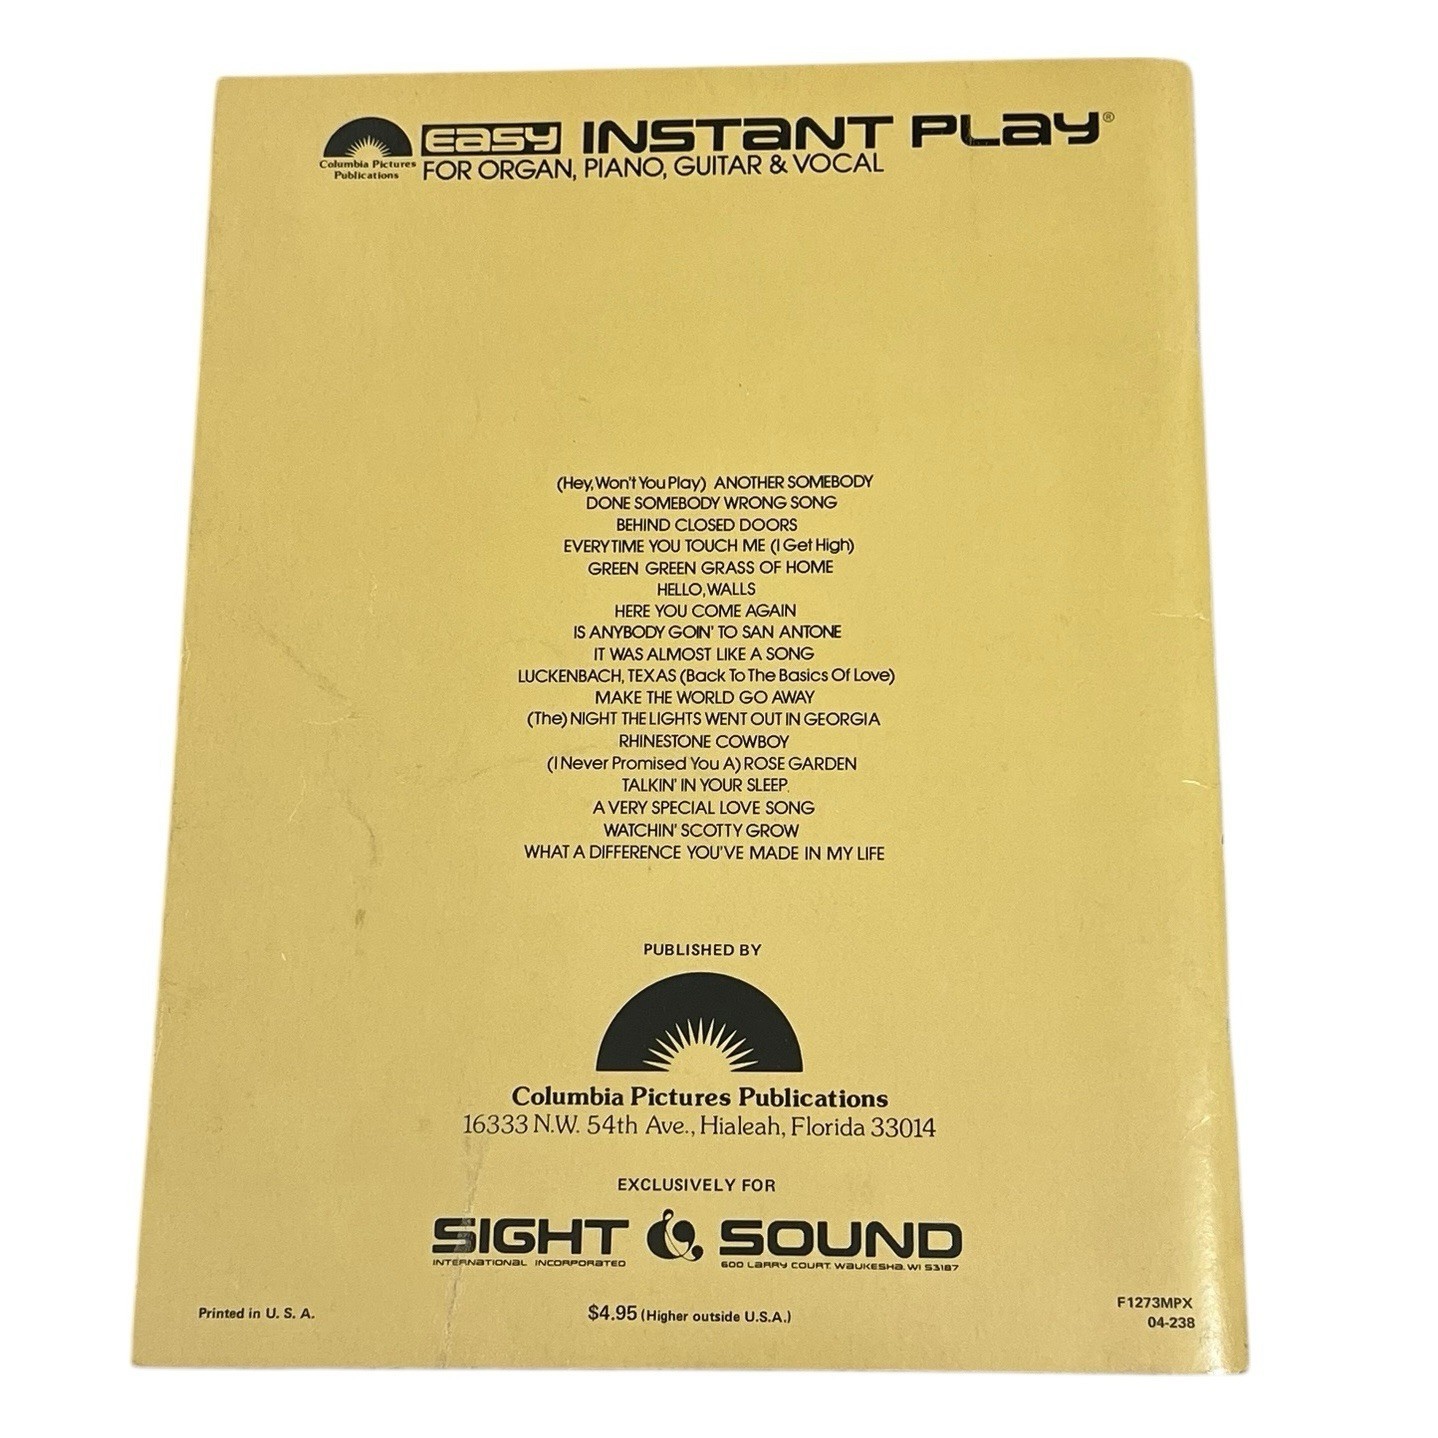 Columbia Pictures
Publications
easy INSTANT PLAY®
FOR ORGAN, PIANO, GUITAR & VOCAL
(Hey, Won't You Play) ANOTHER SOMEBODY
DONE SOMEBODY WRONG SONG
BEHIND CLOSED DOORS
EVERYTIME YOU TOUCH ME (I Get High)
GREEN GREEN GRASS OF HOME
HELLO, WALLS
HERE YOU COME AGAIN
IS ANYBODY GOIN' TO SAN ANTONE
IT WAS ALMOST LIKE A SONG
LUCKENBACH, TEXAS (Back To The Basics Of Love)
MAKE THE WORLD GO AWAY
(The) NIGHT THE LIGHTS WENT OUT IN GEORGIA
RHINESTONE COWBOY
(I Never Promised You A) ROSE GARDEN
TALKIN' IN YOUR SLEEP.
A VERY SPECIAL LOVE SONG
WATCHIN' SCOTTY GROW
WHAT A DIFFERENCE YOU'VE MADE IN MY LIFE
PUBLISHED BY
Columbia Pictures Publications
16333 N.W. 54th Ave., Hialeah, Florida 33014
EXCLUSIVELY FOR
SIGHT & SOUND
INTERNATIONAL INCORPORATED 600 LARRY COURT. WAUKESHA. WI 53187
Printed in U. S. A.
$4.95 (Higher outside U.S.A.)
F1273MPX
04-238